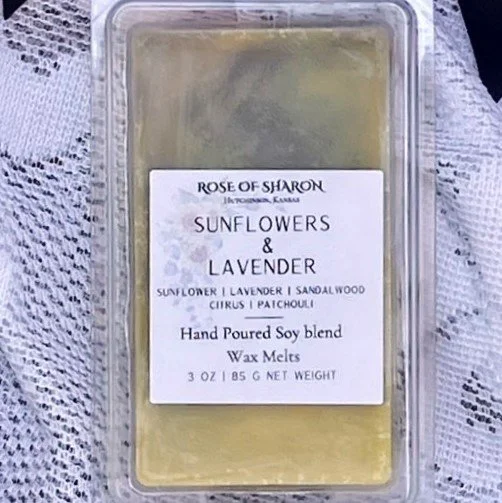 ROSE OF SHARON
HUTCHINSON, KANSAS
SUNFLOWERS
&
LAVENDER
SUNFLOWER | LAVENDER | SANDALWOOD
CITRUS | PATCHOULI
Hand Poured Soy blend
Wax Melts
3 OZ | 85 G NET WEIGHT